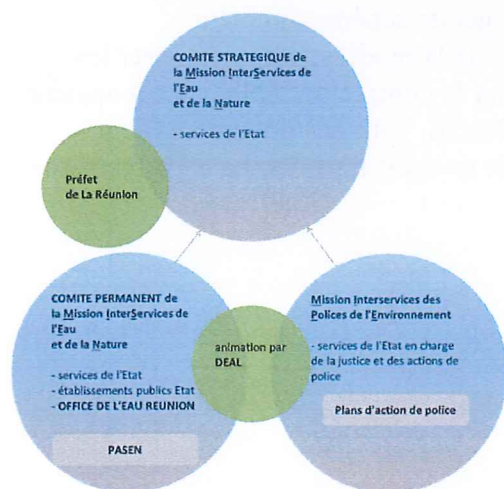 COMITE STRATEGIQUE de
la Mission InterServices de
l'Eau
et de la Nature
- services de l'Etat
Préfet
de La Réunion
COMITE PERMANENT de
la Mission InterServices de
l'Eau
et de la Nature
- services de l'Etat
- établissements publics Etat
- OFFICE DE L'EAU REUNION
PASEN
animation par
DEAL
Mission Interservices des
Polices de l'Environnement
- services de l'Etat en charge
de la justice et des actions de
police
Plans d'action de police